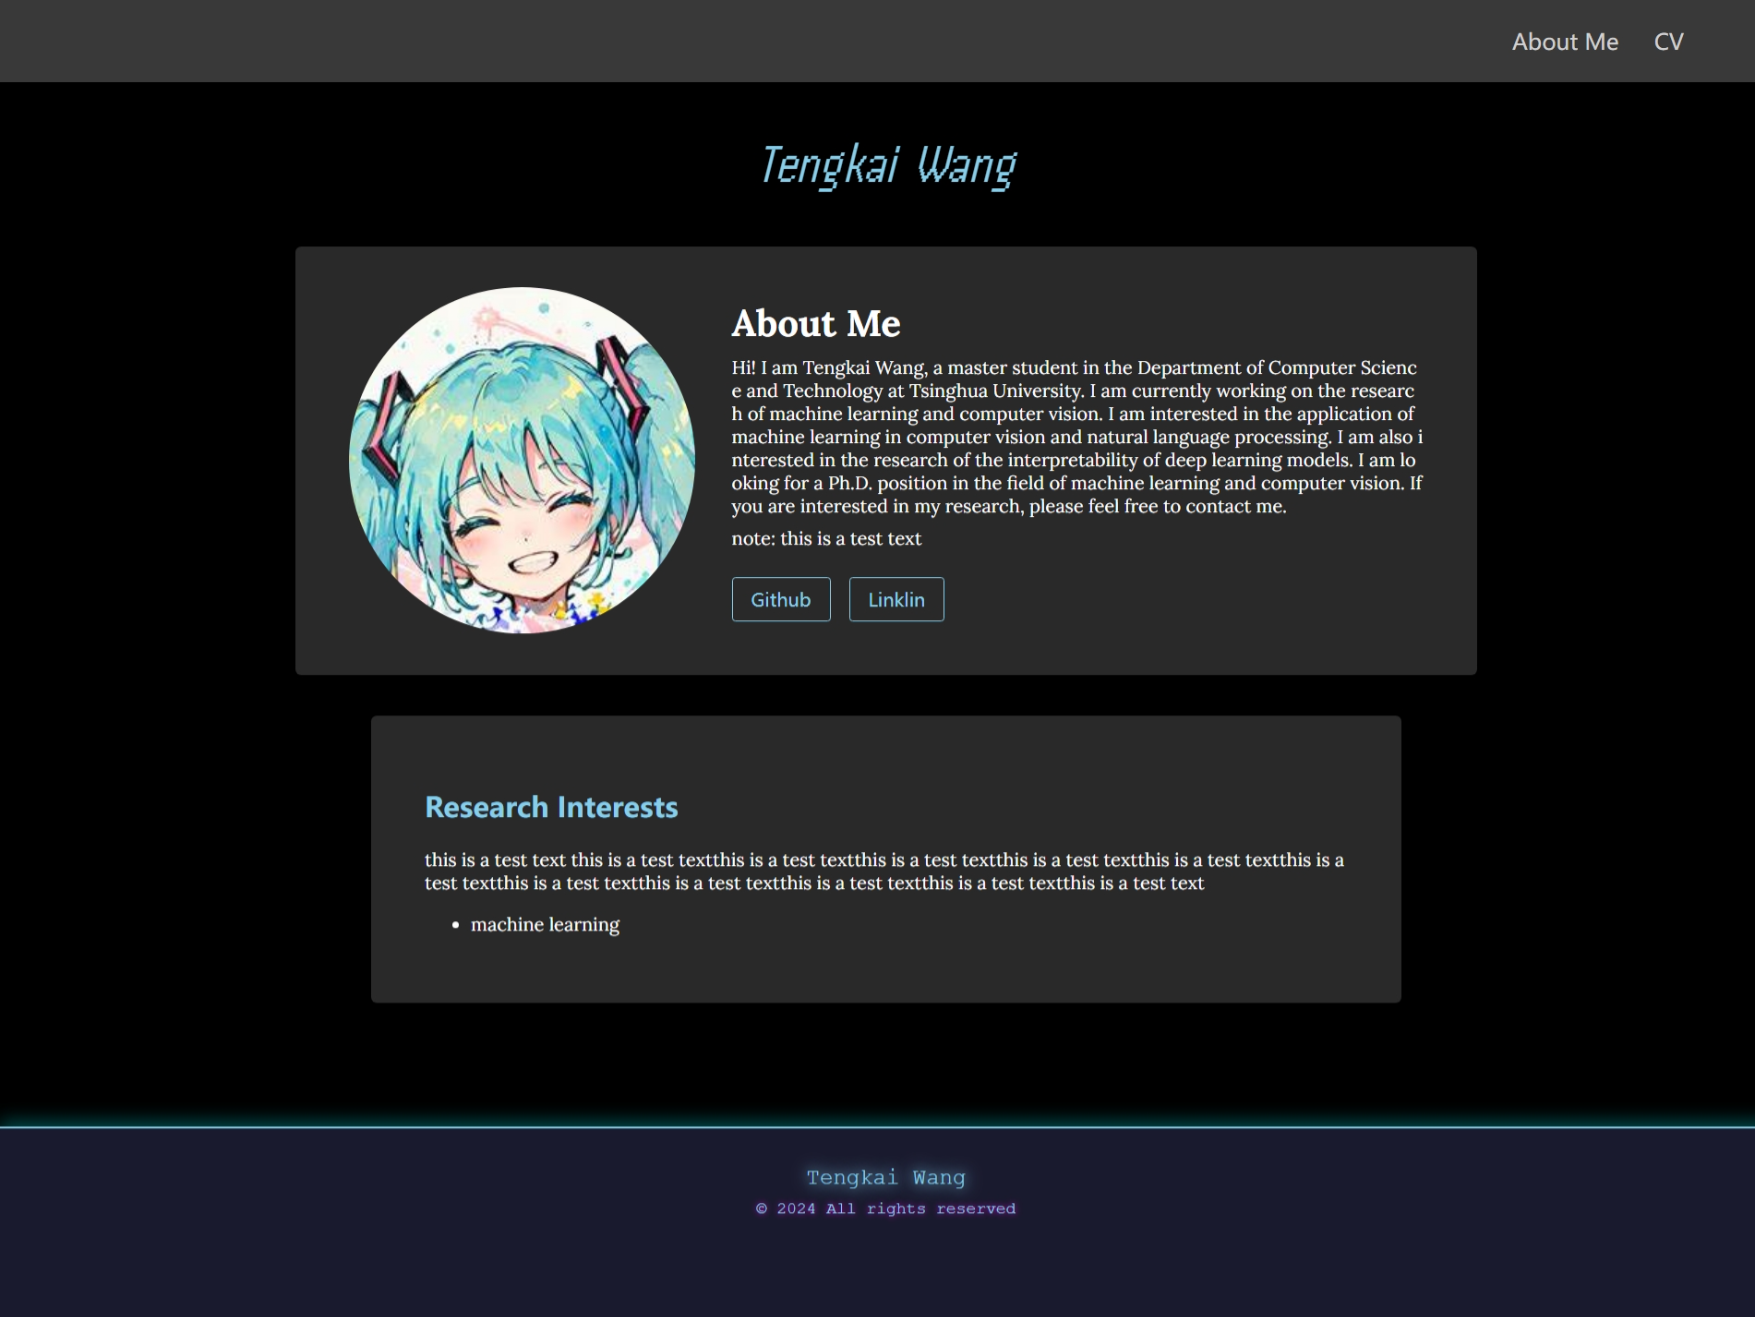 About Me CV
Tengkai Wang
About Me
Hi! I am Tengkai Wang, a master student in the Department of Computer Scienc
e and Technology at Tsinghua University. I am currently working on the researc
h of machine learning and computer vision. I am interested in the application of
machine learning in computer vision and natural language processing. I am also i
nterested in the research of the interpretability of deep learning models. I am lo
oking for a Ph.D. position in the field of machine learning and computer vision. If
you are interested in my research, please feel free to contact me.
note: this is a test text
Github Linklin
Research Interests
this is a test text this is a test textthis is a test textthis is a test textthis is a test textthis is a test textthis is a
test textthis is a test textthis is a test textthis is a test textthis is a test textthis is a test text
• machine learning
Tengkai Wang
© 2024 All rights reserved